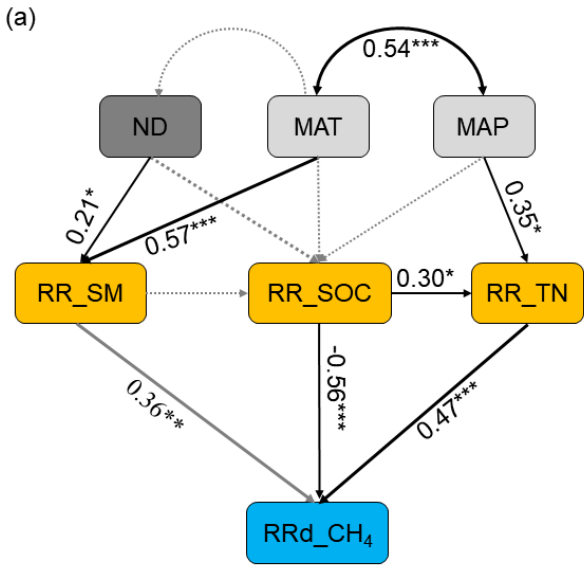 (a)
0.54***
ND
MAT
MAP
0.21*
0.57***
0.35*
RR_SM
RR_SOC
0.30*
RR_TN
0.36**
-0.56***
0.47***
RRd_CH₄